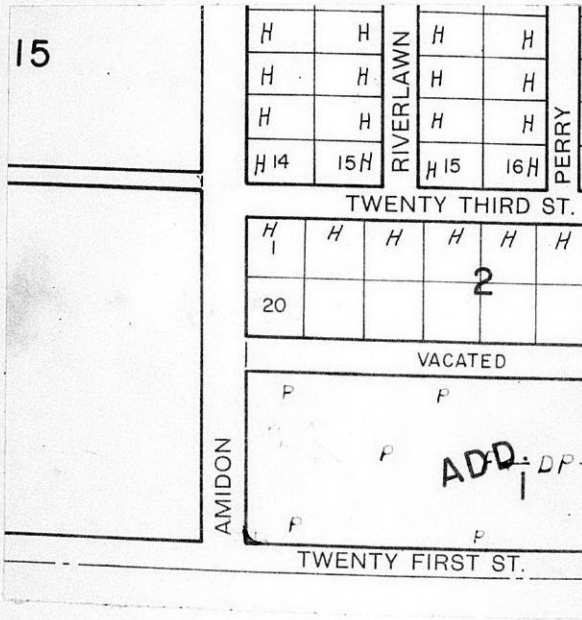 15
H H H H
H H H H
H H H H
H 14 15 H H 15 16 H
RIVERLAWN
PERRY
TWENTY THIRD ST.
H H H H H H
1
2
20
VACATED
P P
P
ADD. DP
1
P P
AMIDON
TWENTY FIRST ST.